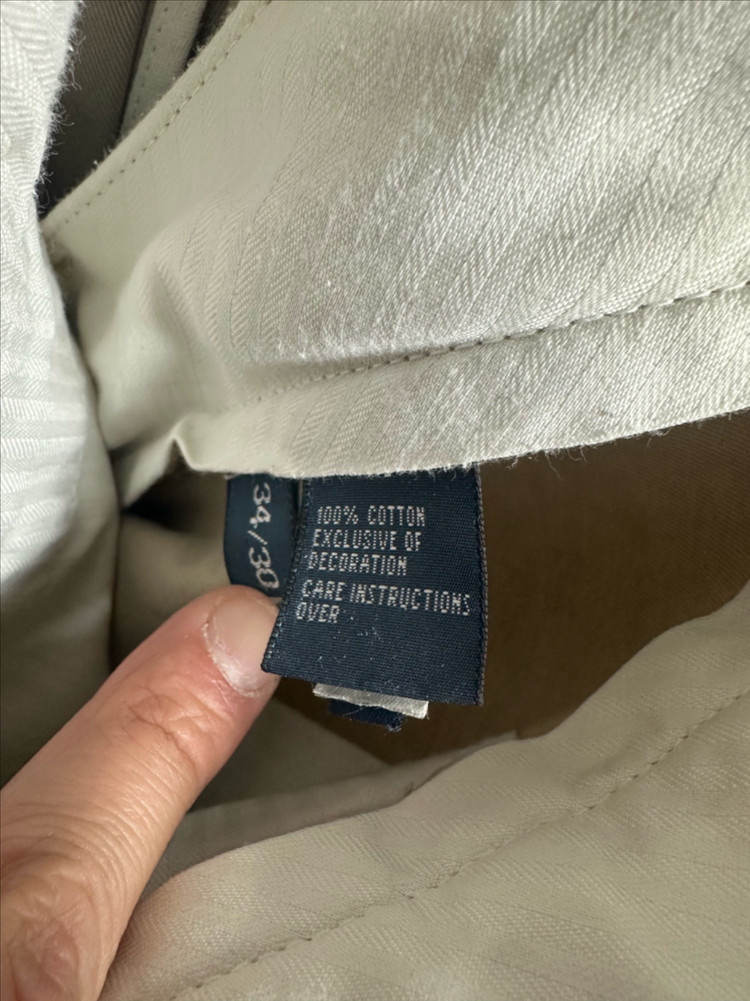 34/30
100% COTTON
EXCLUSIVE OF
DECORATION
CARE INSTRUCTIONS
OVER